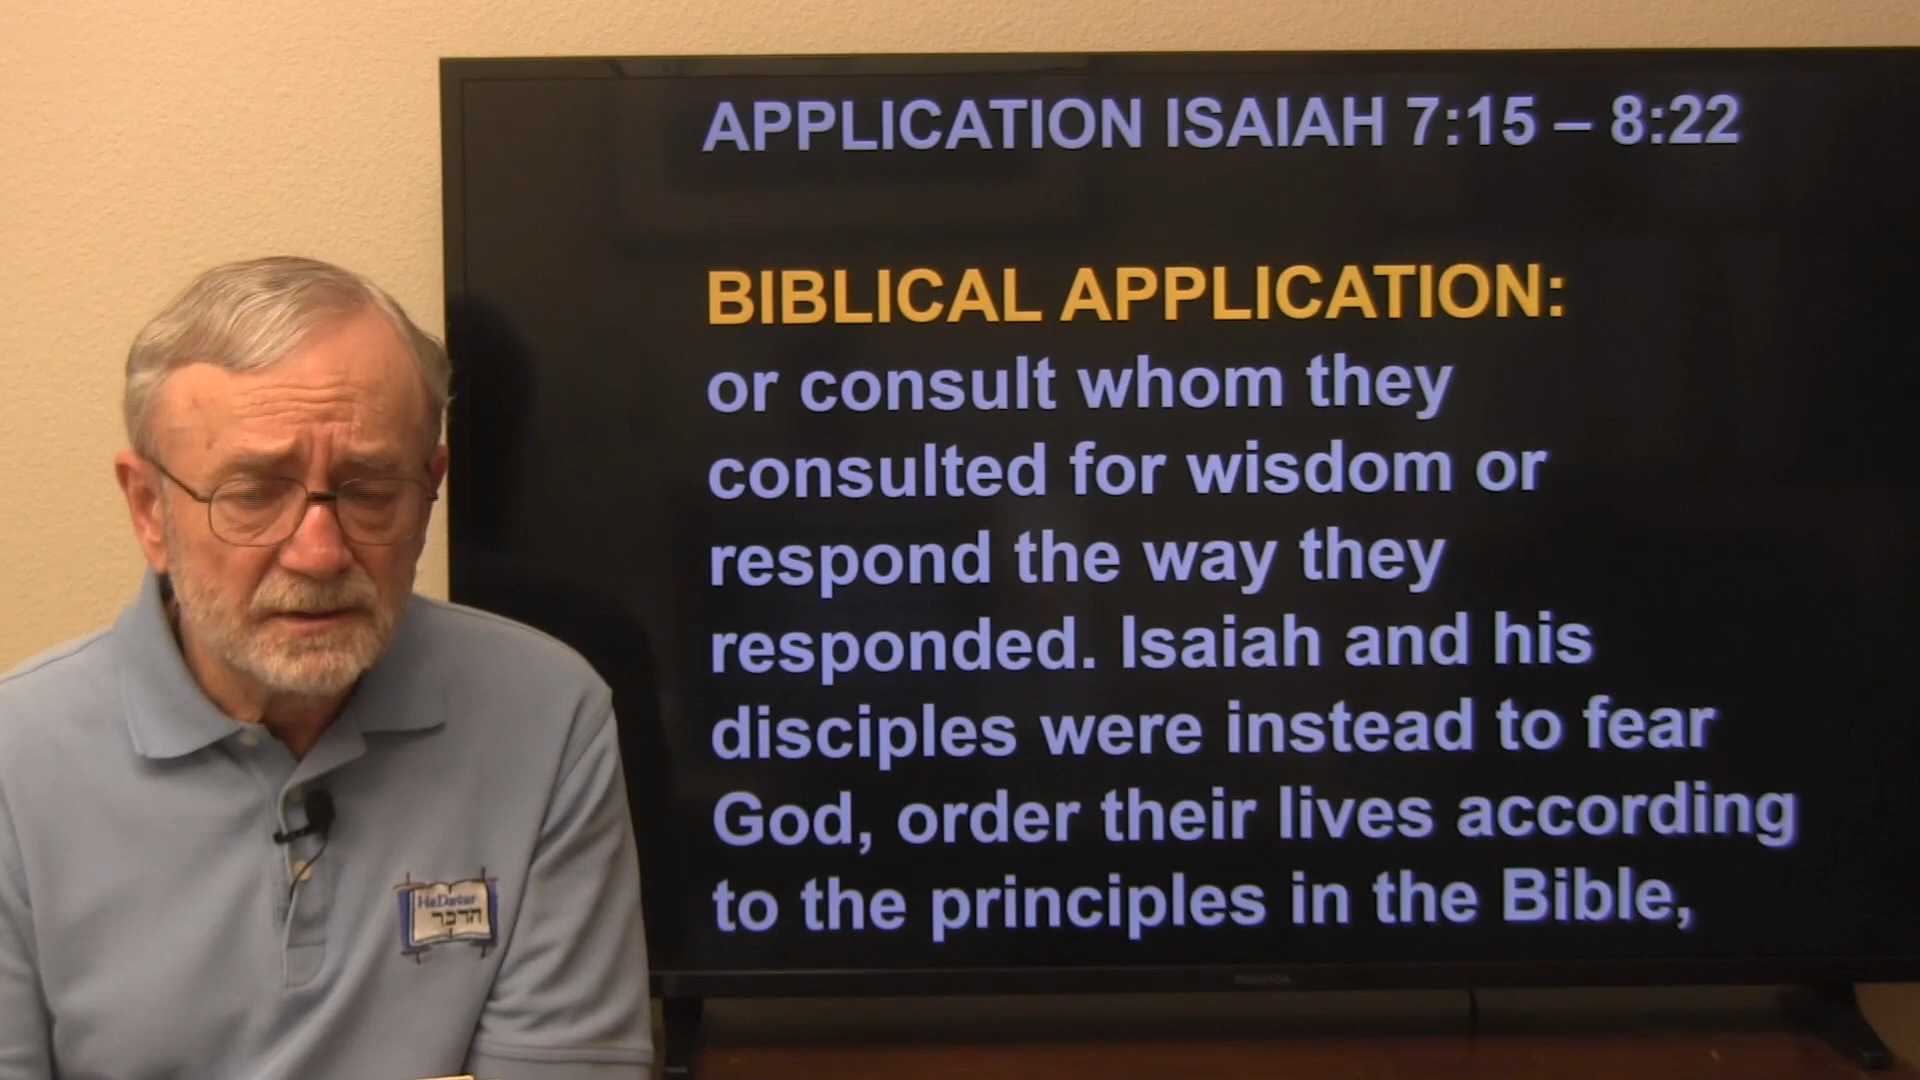 APPLICATION ISAIAH 7:15 – 8:22
BIBLICAL APPLICATION:
or consult whom they
consulted for wisdom or
respond the way they
responded. Isaiah and his
disciples were instead to fear
God, order their lives according
to the principles in the Bible,
HaDavar
הדבר